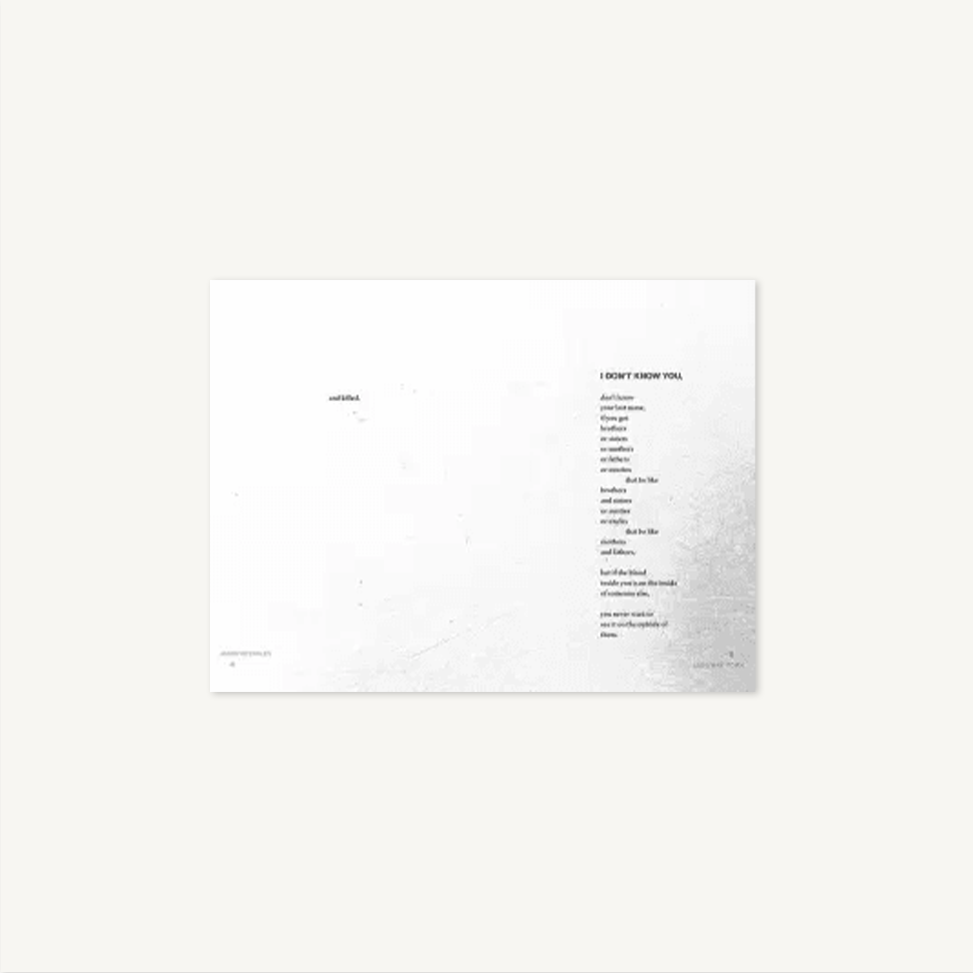 and killed.
JASON REYNOLDS
I DON'T KNOW YOU,
don't know
your last name,
if you got
brothers
or sisters
or mothers
or fathers
or cousins
that be like
brothers
and sisters
or aunties
or uncles
that be like
mothers
and fathers,
but if the blood
inside you is on the inside
of someone else,
you never want to
see it on the outside of
them.